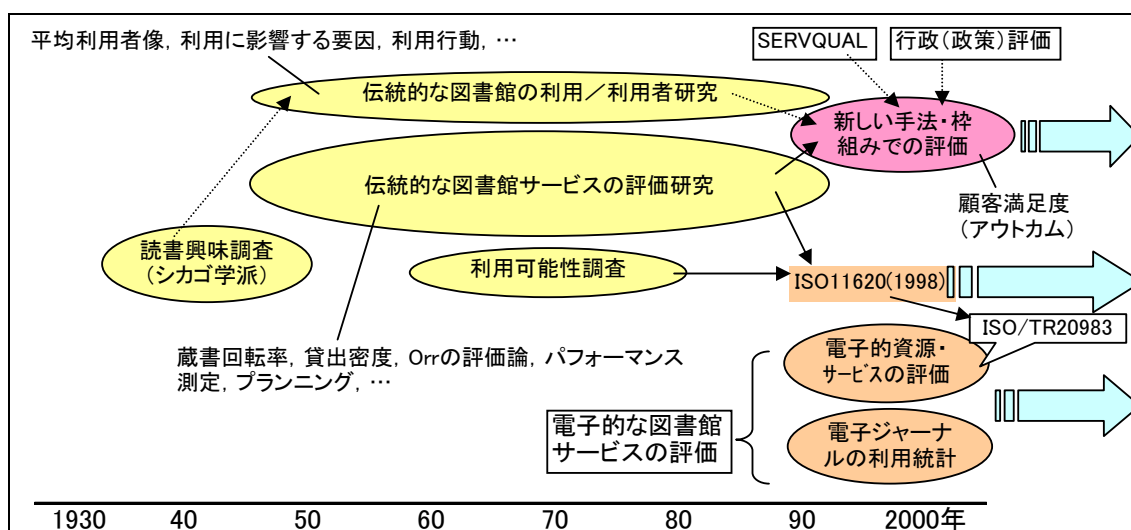 平均利用者像，利用に影響する要因，利用行動，…
SERVQUAL
行政(政策)評価
伝統的な図書館の利用／利用者研究
新しい手法・枠
組みでの評価
伝統的な図書館サービスの評価研究
顧客満足度
(アウトカム)
読書興味調査
(シカゴ学派)
利用可能性調査
ISO11620(1998)
ISO/TR20983
蔵書回転率，貸出密度，Orrの評価論，パフォーマンス
測定，プランニング，…
電子的資源・
サービスの評価
電子的な図書館
サービスの評価
電子ジャーナ
ルの利用統計
1930 40 50 60 70 80 90 2000年